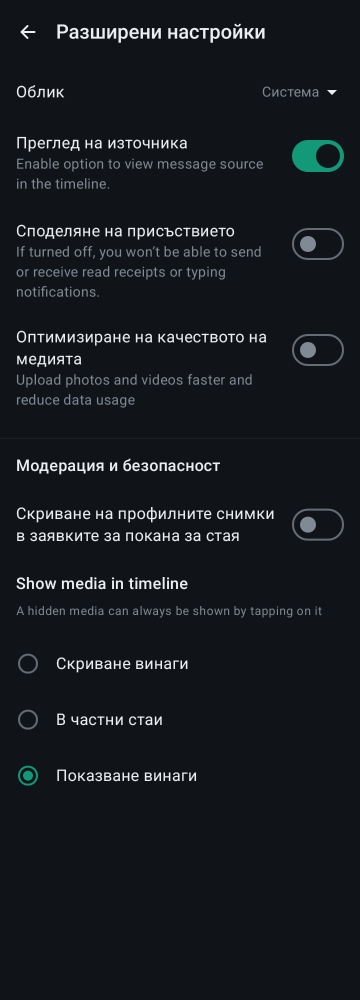 Разширени настройки
Облик
Система
Преглед на източника
Enable option to view message source
in the timeline.
Споделяне на присъствието
If turned off, you won't be able to send
or receive read receipts or typing
notifications.
Оптимизиране на качеството на
медията
Upload photos and videos faster and
reduce data usage
Модерация и безопасност
Скриване на профилните снимки
в заявките за покана за стая
Show media in timeline
A hidden media can always be shown by tapping on it
Скриване винаги
В частни стаи
Показване винаги